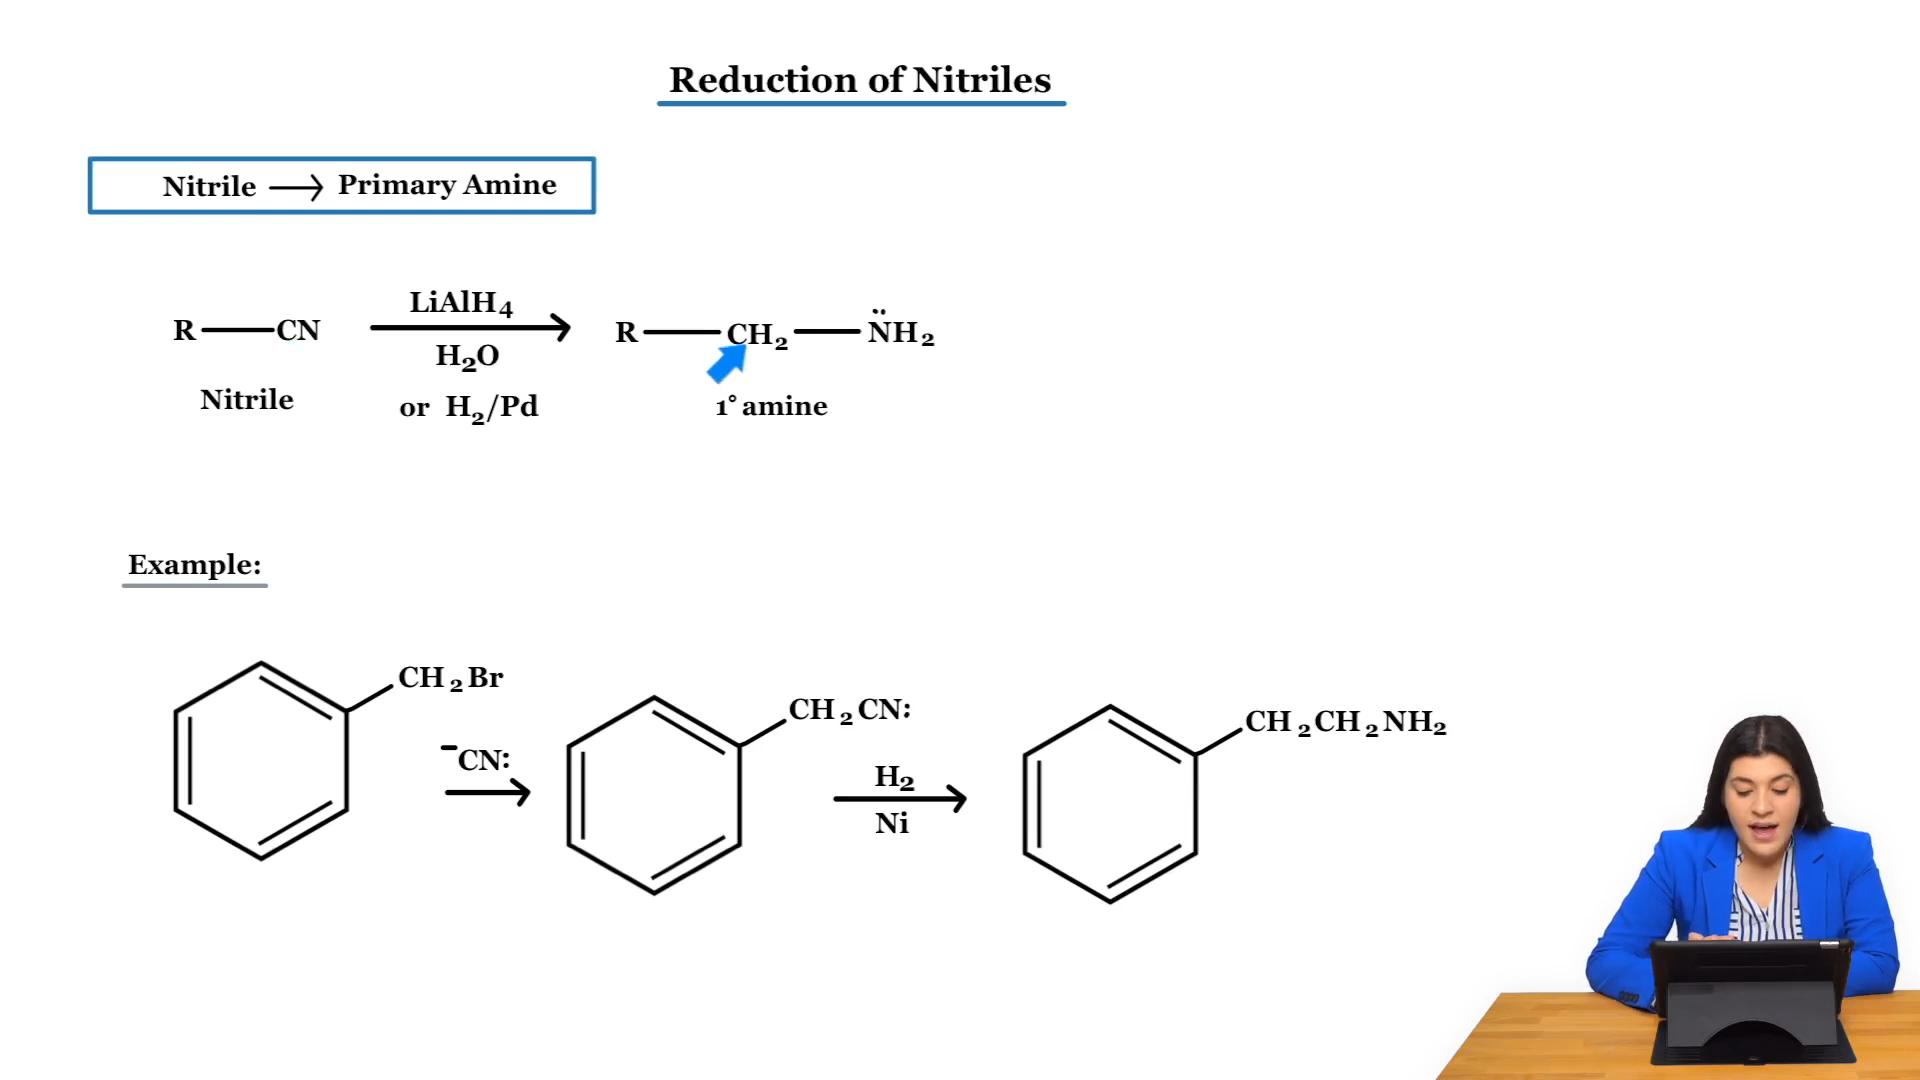 Reduction of Nitriles
Nitrile → Primary Amine
LiAlH₄
R—CN
H₂O
or H₂/Pd
Nitrile
R—CH₂—N̈H₂
1° amine
Example:
CH₂Br
⁻CN:
CH₂CN:
H₂
Ni
CH₂CH₂NH₂